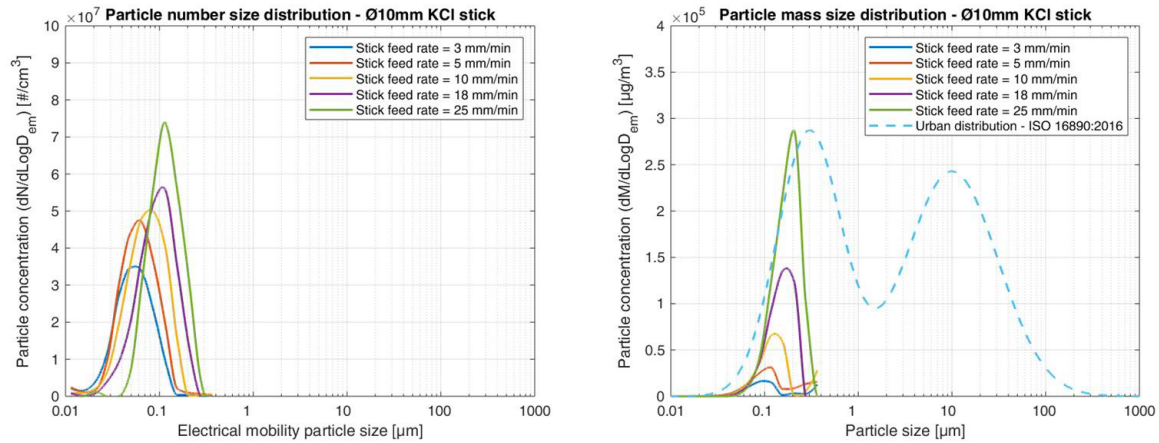 Particle number size distribution - Ø10mm KCl stick
×10⁷
10
9
8
7
6
5
4
3
2
1
0
Particle concentration (dN/dLogD_em) [#/cm³]
Stick feed rate = 3 mm/min
Stick feed rate = 5 mm/min
Stick feed rate = 10 mm/min
Stick feed rate = 18 mm/min
Stick feed rate = 25 mm/min
0.01 0.1 1 10 100 1000
Electrical mobility particle size [µm]
Particle mass size distribution - Ø10mm KCl stick
×10⁵
4
3.5
3
2.5
2
1.5
1
0.5
0
Particle concentration (dM/dLogD_em) [µg/m³]
Stick feed rate = 3 mm/min
Stick feed rate = 5 mm/min
Stick feed rate = 10 mm/min
Stick feed rate = 18 mm/min
Stick feed rate = 25 mm/min
Urban distribution - ISO 16890:2016
0.01 0.1 1 10 100 1000
Particle size [µm]